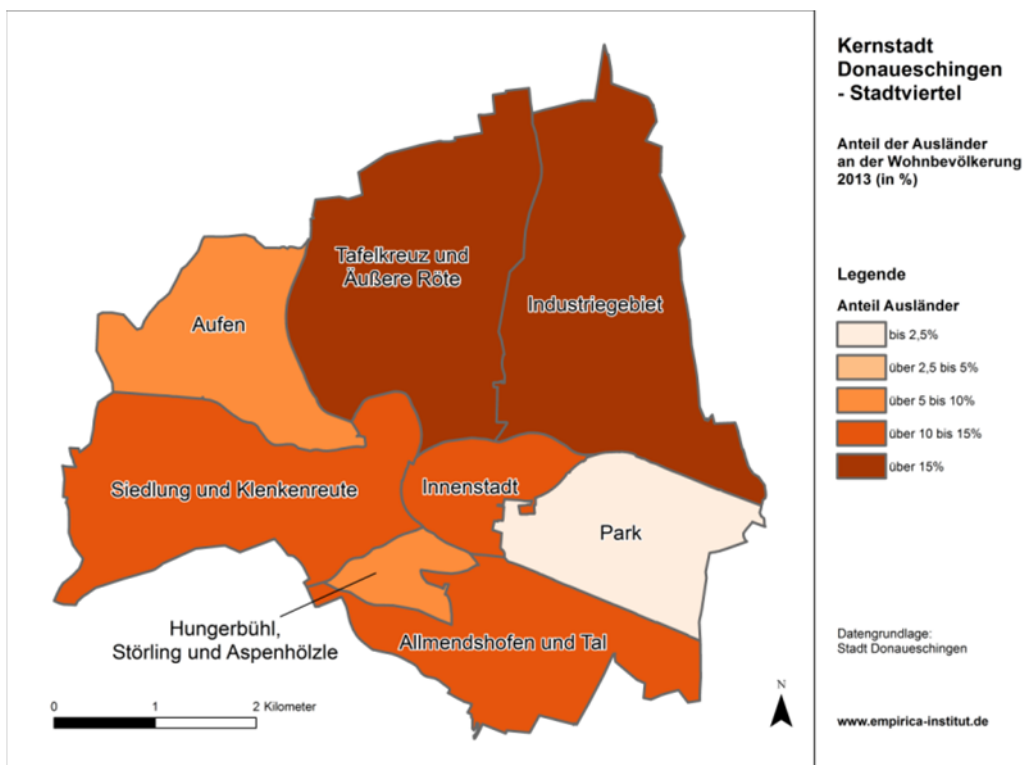 Kernstadt
Donaueschingen
- Stadtviertel
Anteil der Ausländer
an der Wohnbevölkerung
2013 (in %)
Legende
Anteil Ausländer
bis 2,5%
über 2,5 bis 5%
über 5 bis 10%
über 10 bis 15%
über 15%
Tafelkreuz und
Äußere Röte
Industriegebiet
Aufen
Siedlung und Klenkenreute
Innenstadt
Park
Hungerbühl,
Störling und Aspenhölzle
Allmendshofen und Tal
0 1 2 Kilometer
N
Datengrundlage:
Stadt Donaueschingen
www.empirica-institut.de